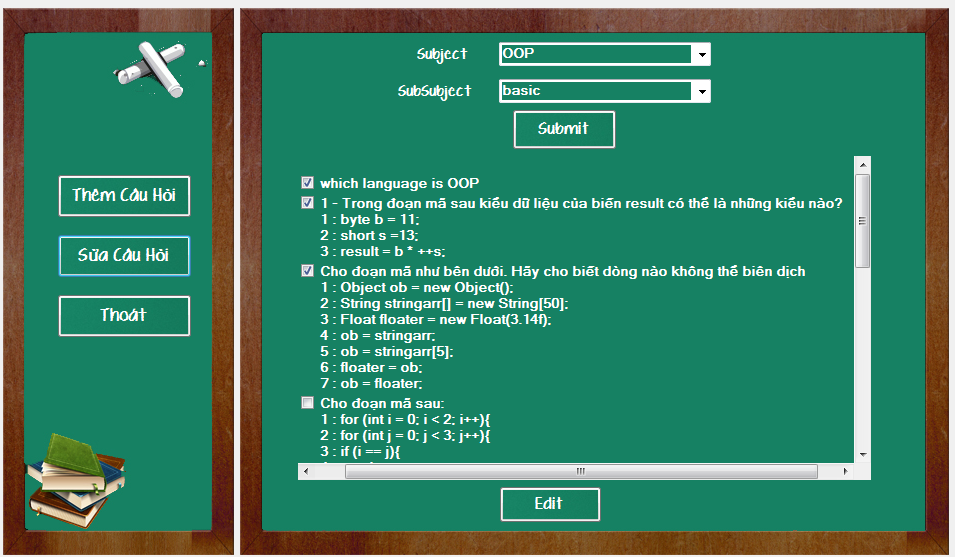 Thêm Câu Hỏi
Sửa Câu Hỏi
Thoát
Subject OOP
SubSubject basic
Submit
which language is OOP
1 - Trong đoạn mã sau kiểu dữ liệu của biến result có thể là những kiểu nào?
1 : byte b = 11;
2 : short s =13;
3 : result = b * ++s;
Cho đoạn mã như bên dưới. Hãy cho biết dòng nào không thể biên dịch
1 : Object ob = new Object();
2 : String stringarr[] = new String[50];
3 : Float floater = new Float(3.14f);
4 : ob = stringarr;
5 : ob = stringarr[5];
6 : floater = ob;
7 : ob = floater;
Cho đoạn mã sau:
1 : for (int i = 0; i < 2; i++){
2 : for (int j = 0; j < 3; j++){
3 : if (i == j){
Edit